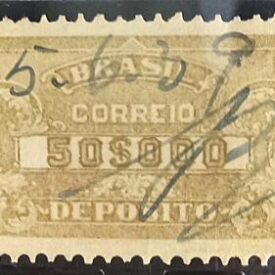 BRASIL
CORREIO
50$000
DEPOSITO